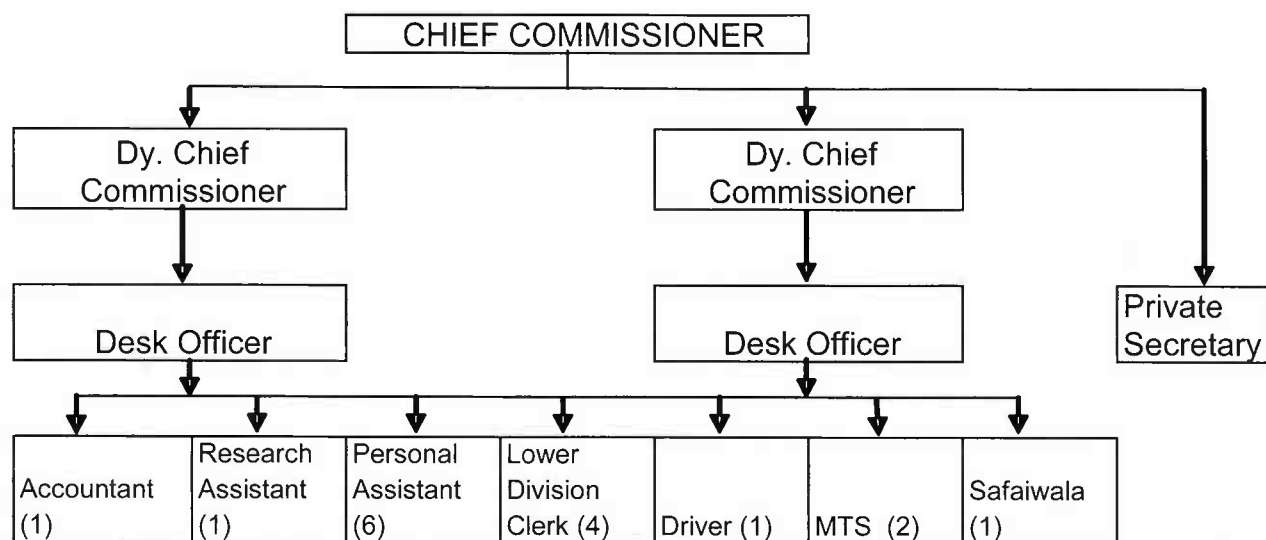 CHIEF COMMISSIONER
Dy. Chief
Commissioner
Dy. Chief
Commissioner
Desk Officer
Desk Officer
Private
Secretary
Accountant
(1)
Research
Assistant
(1)
Personal
Assistant
(6)
Lower
Division
Clerk (4)
Driver (1)
MTS (2)
Safaiwala
(1)